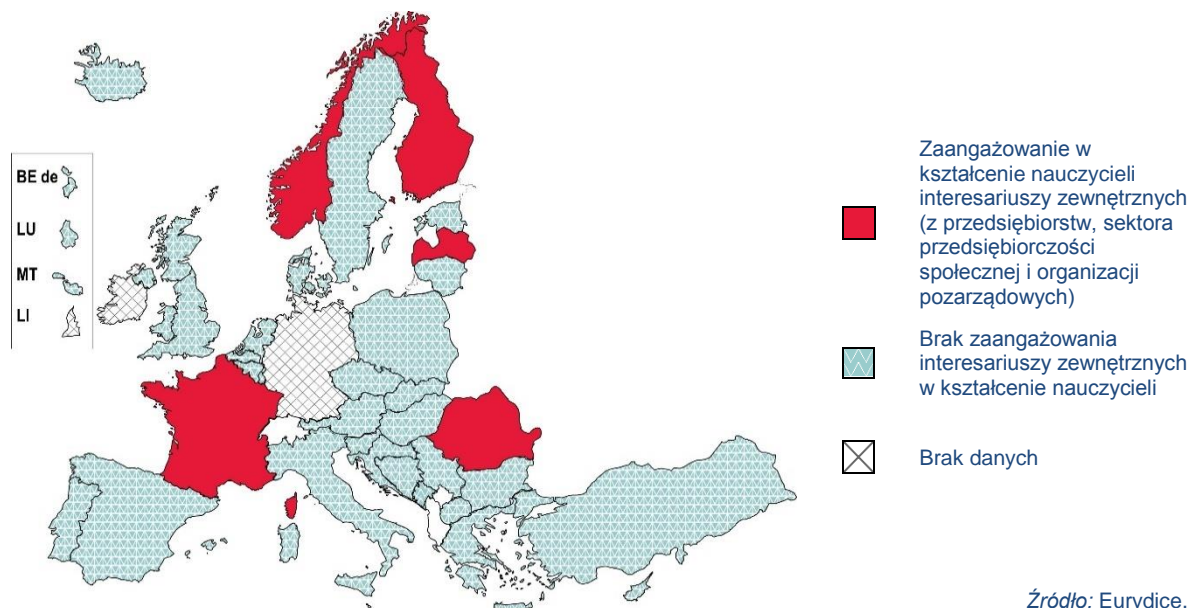 BE de
LU
MT
LI
Zaangażowanie w
kształcenie nauczycieli
interesariuszy zewnętrznych
(z przedsiębiorstw, sektora
przedsiębiorczości
społecznej i organizacji
pozarządowych)
Brak zaangażowania
interesariuszy zewnętrznych
w kształcenie nauczycieli
Brak danych
Źródło: Eurydice.